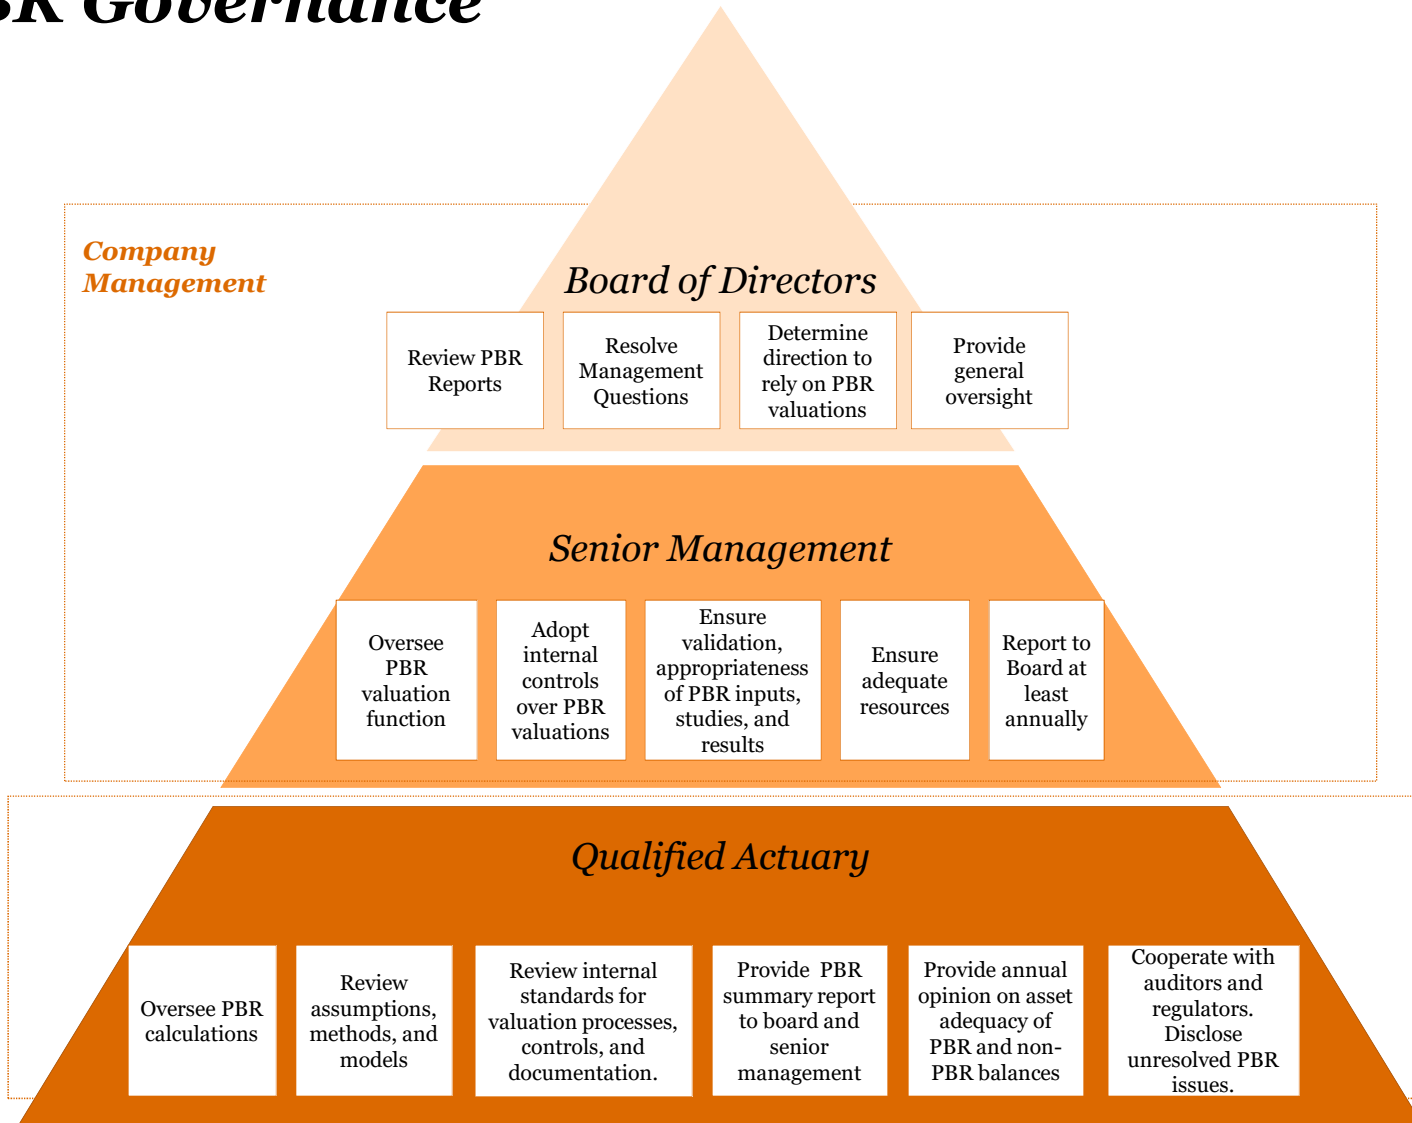 Governance
Company
Management
Board of Directors
Review PBR
Reports
Resolve
Management
Questions
Determine
direction to
rely on PBR
valuations
Provide
general
oversight
Senior Management
Oversee
PBR
valuation
function
Adopt
internal
controls
over PBR
valuations
Ensure
validation,
appropriateness
of PBR inputs,
studies, and
results
Ensure
adequate
resources
Report to
Board at
least
annually
Qualified Actuary
Oversee PBR
calculations
Review
assumptions,
methods, and
models
Review internal
standards for
valuation processes,
controls, and
documentation.
Provide  PBR
summary report
to board and
senior
management
Provide annual
opinion on asset
adequacy of
PBR and non-
PBR balances
Cooperate with
auditors and
regulators.
Disclose
unresolved PBR
issues.